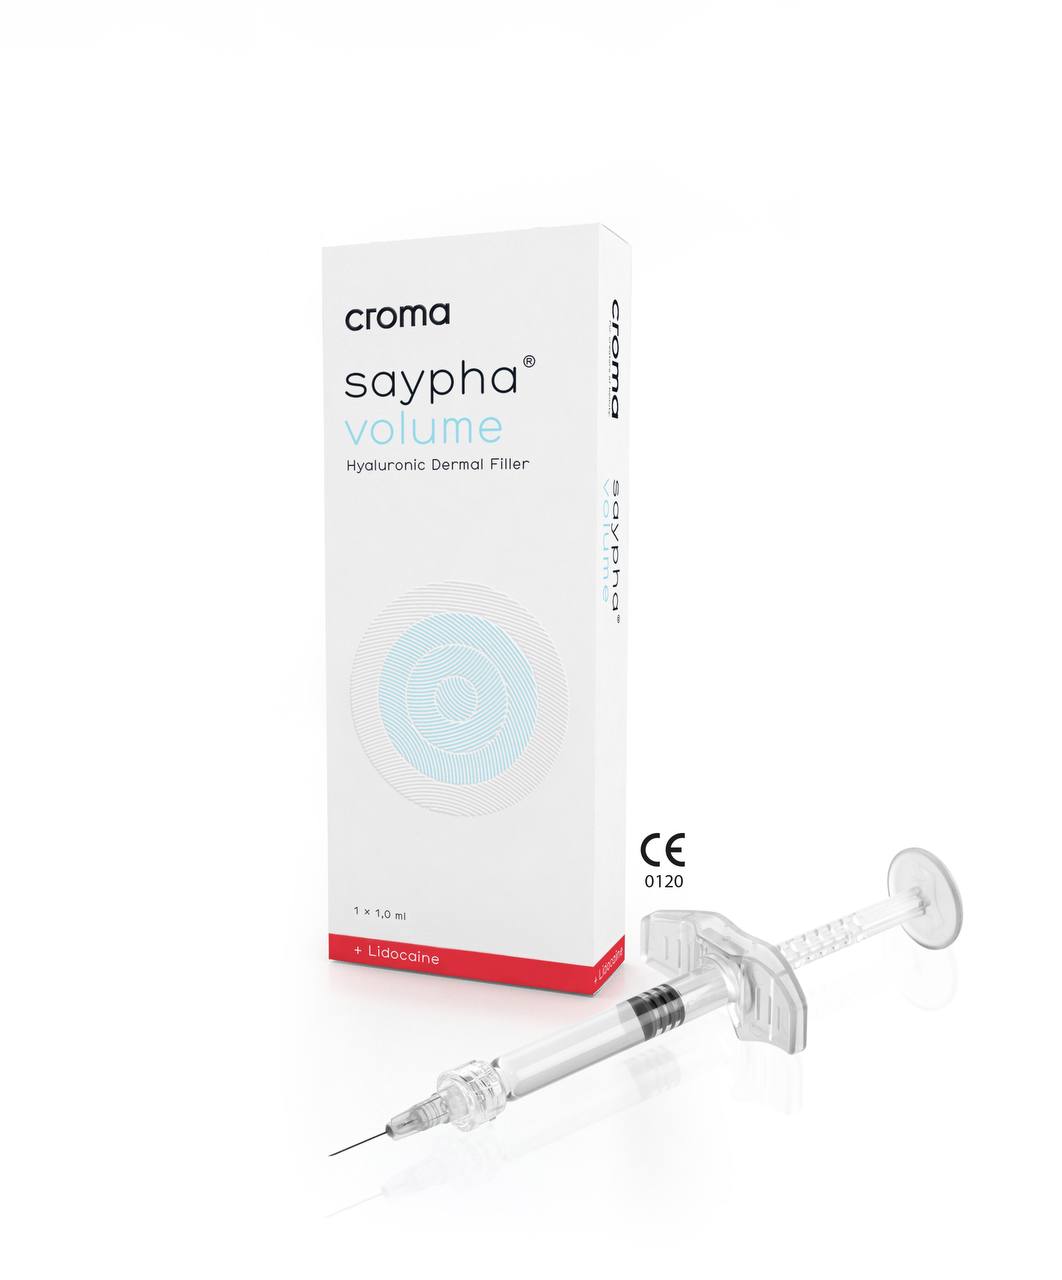 croma
saypha®
volume
Hyaluronic Dermal Filler
1 x 1,0 ml
+ Lidocaine
croma
saypha®
volume
+ Lidocaine
CE
0120